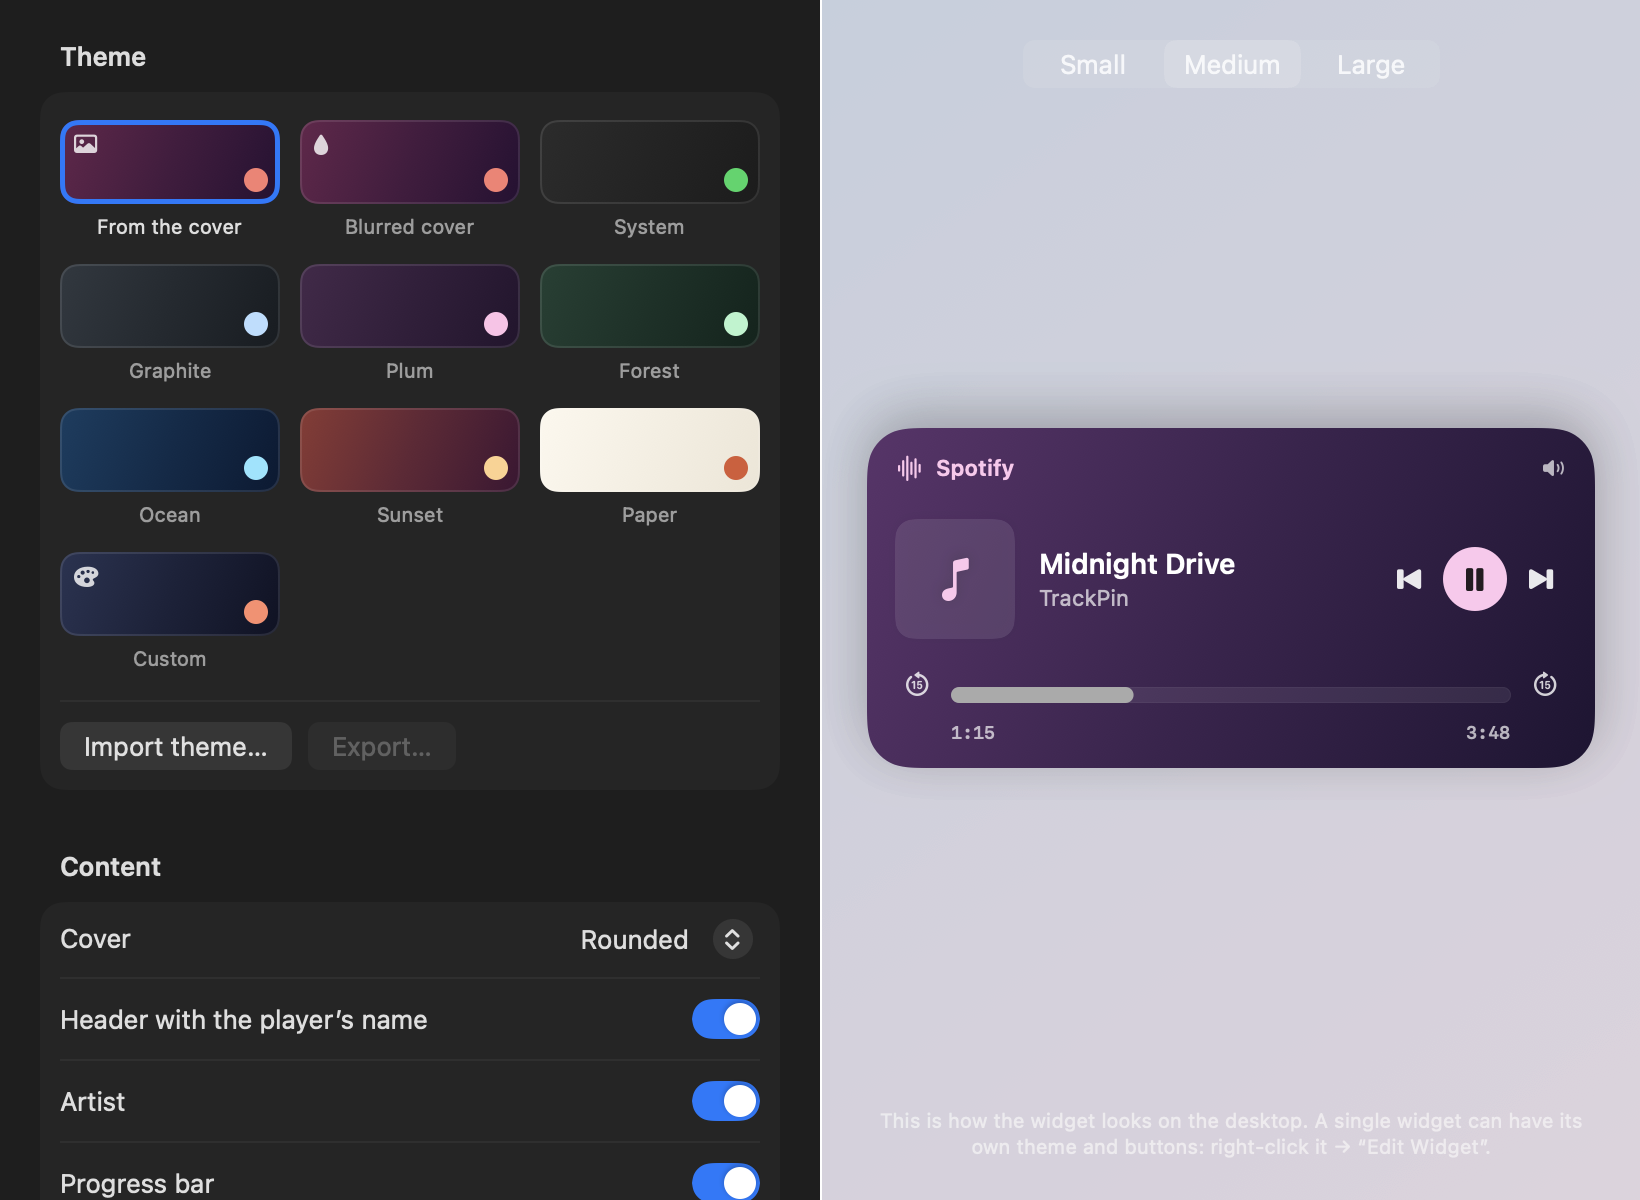 Theme
From the cover
Blurred cover
System
Graphite
Plum
Forest
Ocean
Sunset
Paper
Custom
Import theme...
Export...
Content
Cover
Rounded
Header with the player’s name
Artist
Progress bar
Small
Medium
Large
Spotify
Midnight Drive
TrackPin
15
15
1:15
3:48
This is how the widget looks on the desktop. A single widget can have its
own theme and buttons: right-click it → “Edit Widget”.